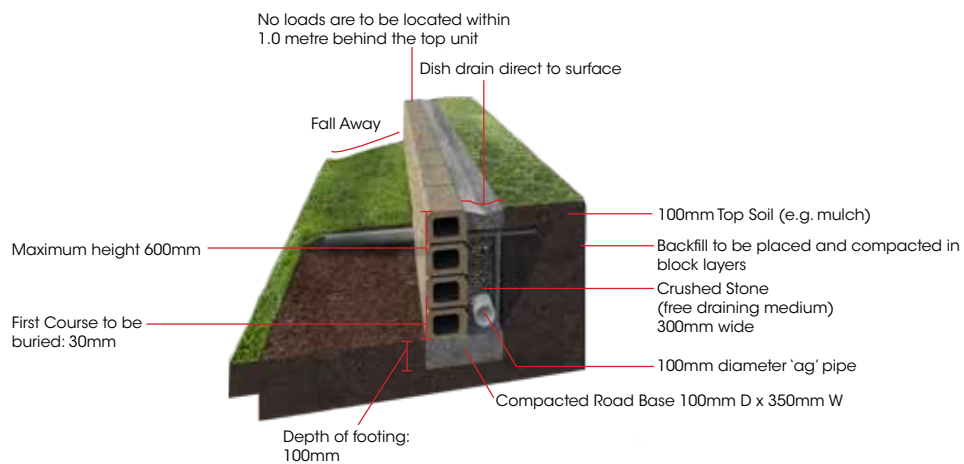 No loads are to be located within
1.0 metre behind the top unit
Dish drain direct to surface
Fall Away
100mm Top Soil (e.g. mulch)
Maximum height 600mm
Backfill to be placed and compacted in
block layers
Crushed Stone
(free draining medium)
300mm wide
First Course to be
buried: 30mm
100mm diameter ‘ag’ pipe
Compacted Road Base 100mm D x 350mm W
Depth of footing:
100mm